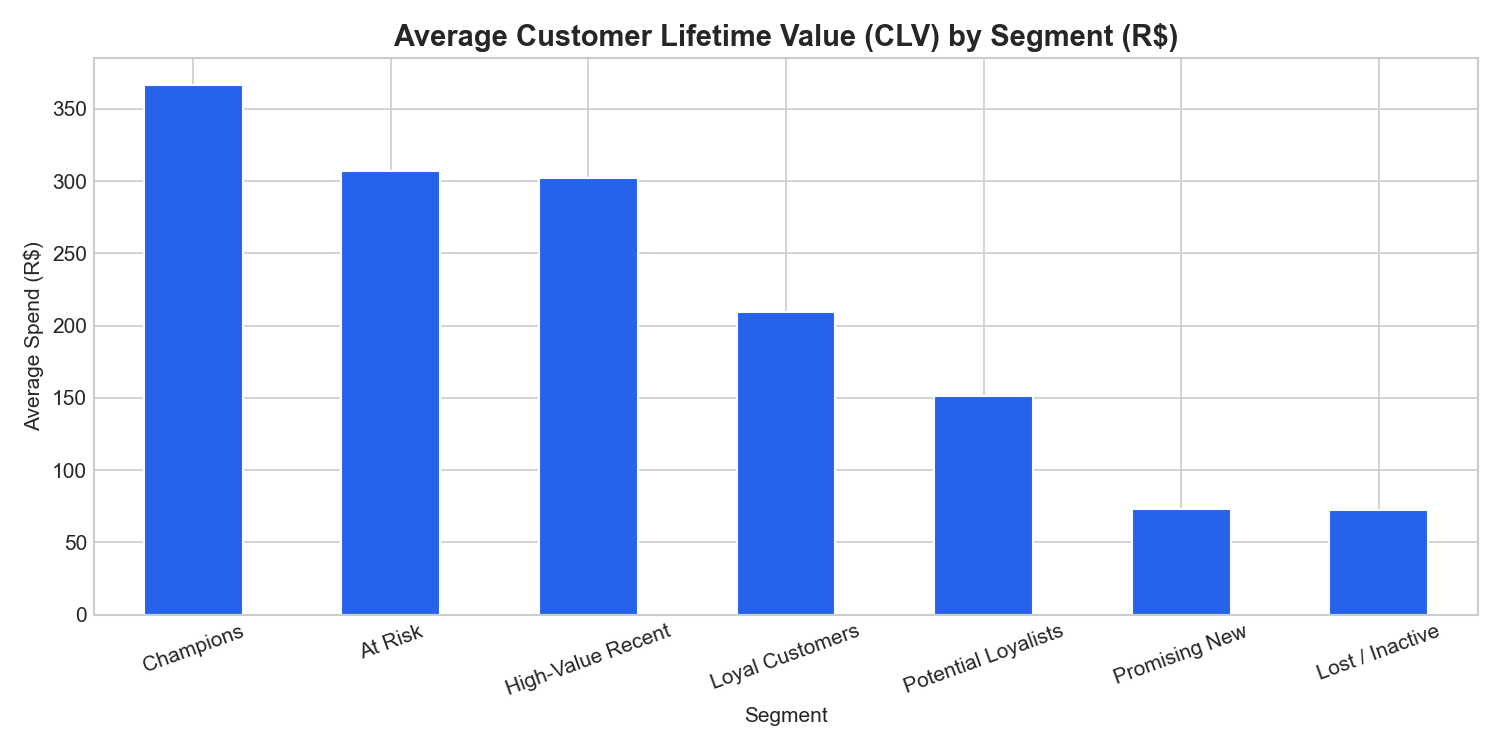 Average Customer Lifetime Value (CLV) by Segment (R$)
Average Spend (R$)
350
300
250
200
150
100
50
0
Champions
At Risk
High-Value Recent
Loyal Customers
Potential Loyalists
Promising New
Lost / Inactive
Segment